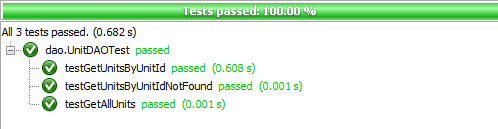 Tests passed: 100.00 %
All 3 tests passed. (0.682 s)
dao.UnitDAOTest passed
testGetUnitsByUnitId passed (0.608 s)
testGetUnitsByUnitIdNotFound passed (0.001 s)
testGetAllUnits passed (0.001 s)